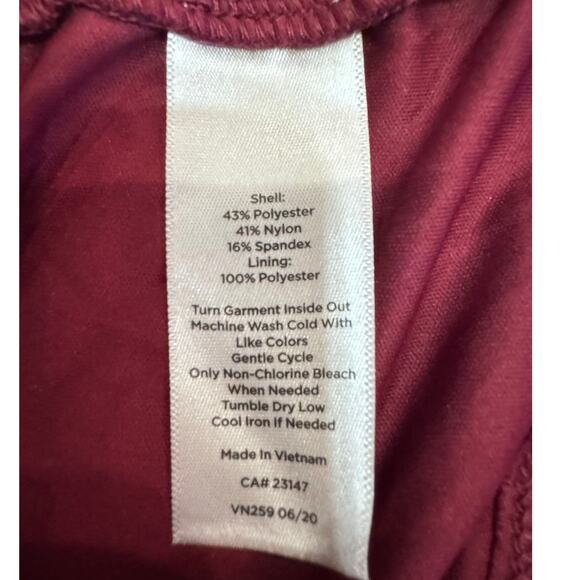 Shell:
43% Polyester
41% Nylon
16% Spandex
Lining:
100% Polyester
Turn Garment Inside Out
Machine Wash Cold With
Like Colors
Gentle Cycle
Only Non-Chlorine Bleach
When Needed
Tumble Dry Low
Cool Iron If Needed
Made In Vietnam
CA# 23147
VN259 06/20